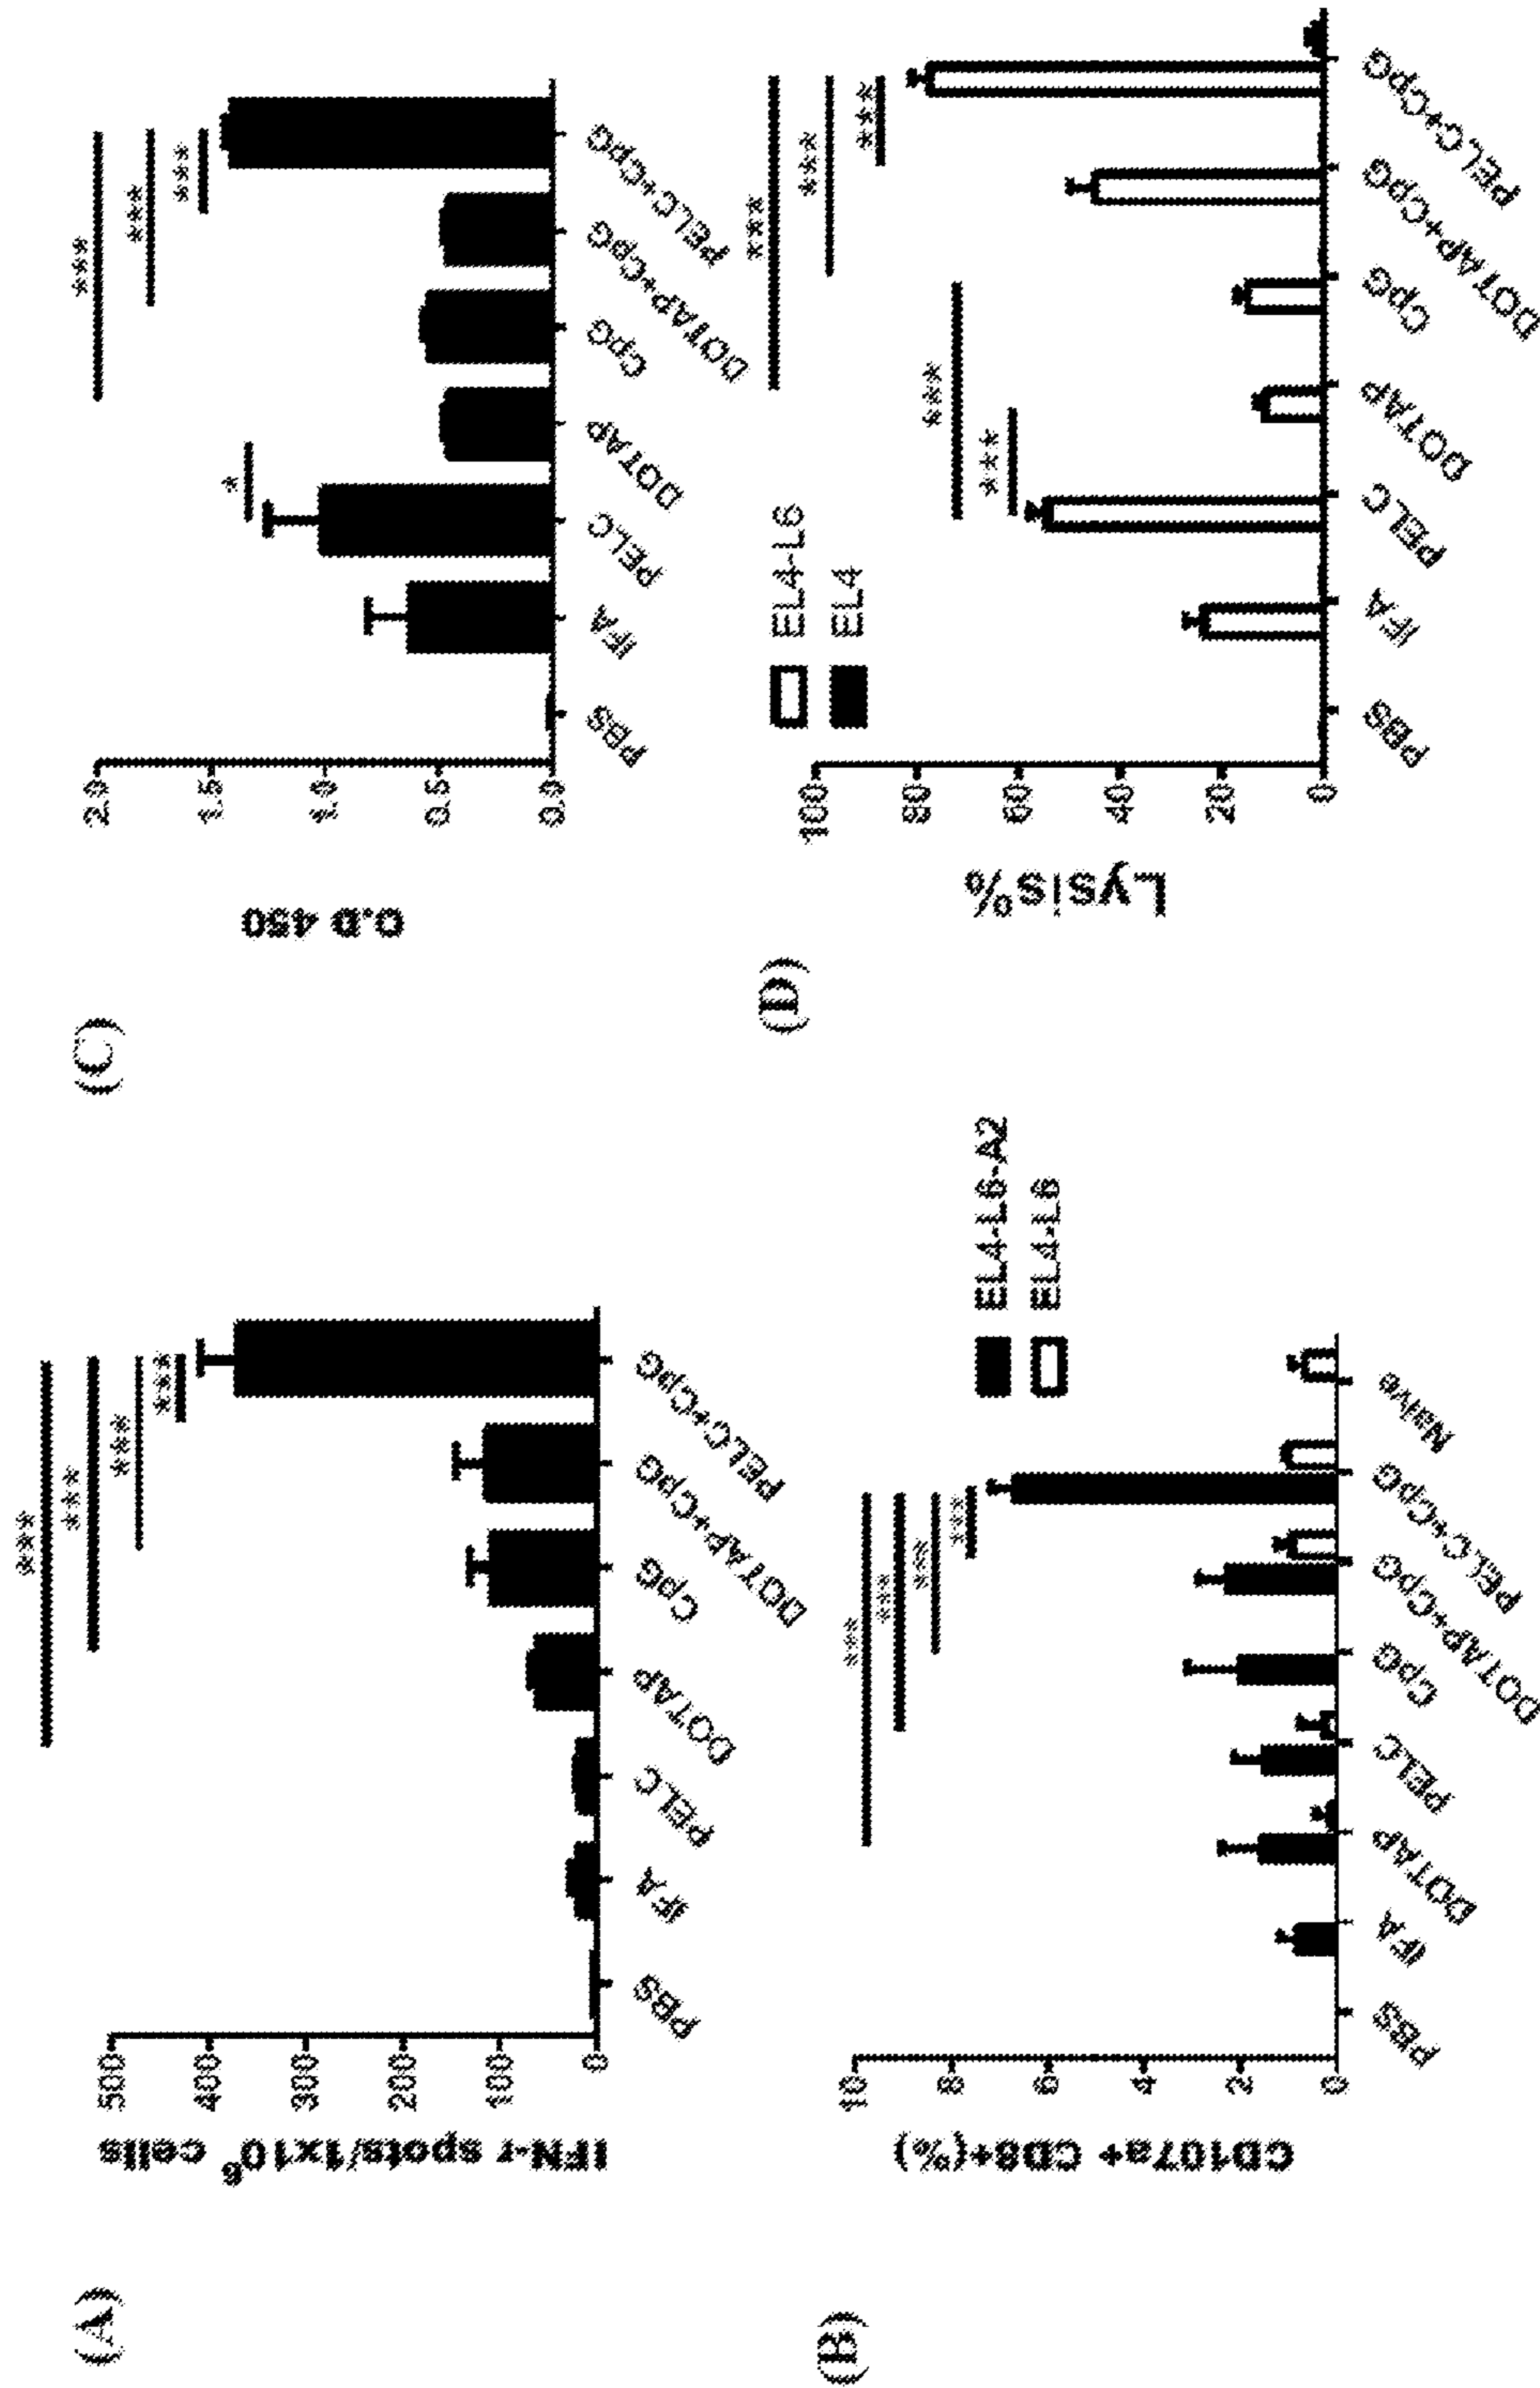 (A)
IFN-r spots/1x10⁶ cells
500
400
300
200
100
0
***
***
***
***
PBS
IFA
PELC
DOTAP
CpG
DOTAP+CpG
PELC+CpG
(B)
CD107a+ CD8+(%)
10
8
6
4
2
0
***
***
***
***
EL4-L6-A2
EL4-L6
PBS
IFA
DOTAP
PELC
CpG
DOTAP+CpG
PELC+CpG
Naive
(C)
O.D 450
2.0
1.5
1.0
0.5
0.0
*
***
***
***
PBS
IFA
PELC
DOTAP
CpG
DOTAP+CpG
PELC+CpG
(D)
Lysis%
100
80
60
40
20
0
EL4-L6
EL4
***
***
***
***
***
PBS
IFA
PELC
DOTAP
CpG
DOTAP+CpG
PELC+CpG